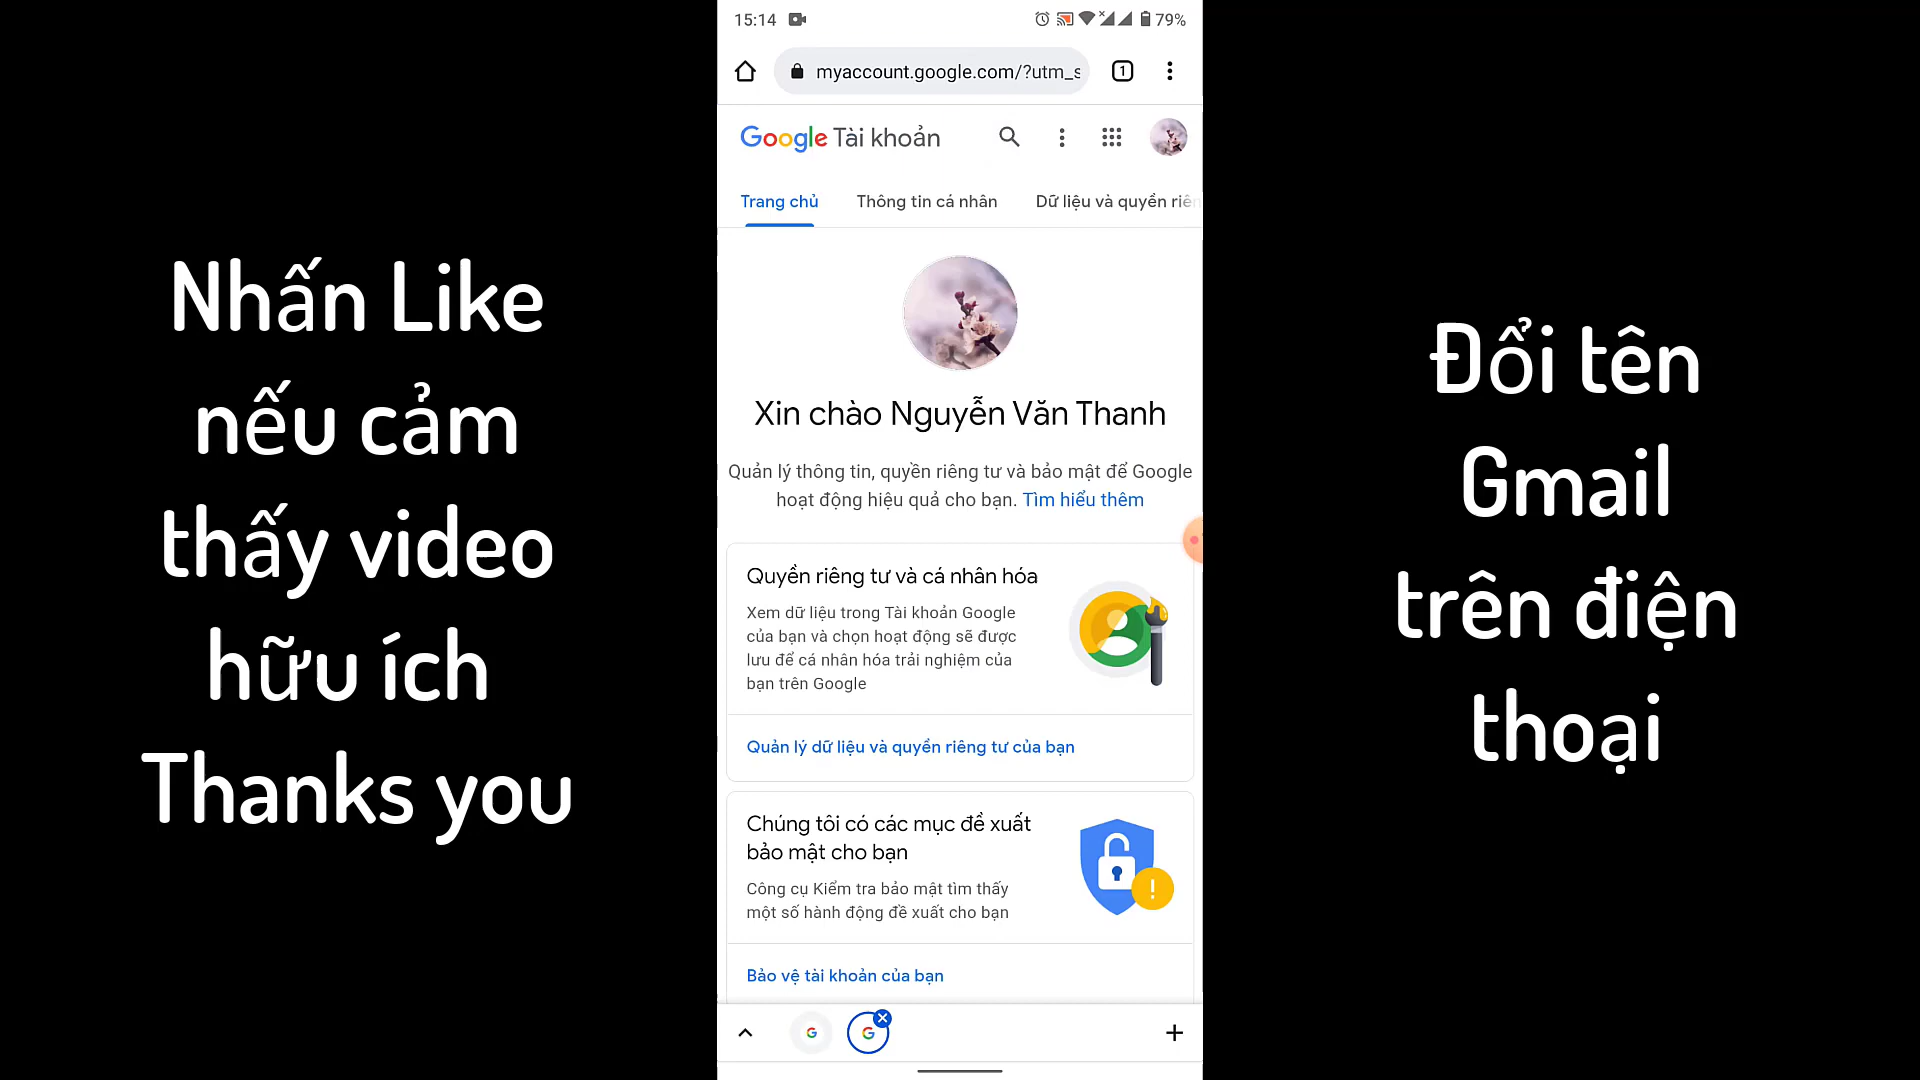 Nhấn Like
nếu cảm
thấy video
hữu ích
Thanks you
15:14
79%
myaccount.google.com/?utm_s
1
Google Tài khoản
Trang chủ
Thông tin cá nhân
Dữ liệu và quyền riên
Xin chào Nguyễn Văn Thanh
Quản lý thông tin, quyền riêng tư và bảo mật để Google
hoạt động hiệu quả cho bạn. Tìm hiểu thêm
Quyền riêng tư và cá nhân hóa
Xem dữ liệu trong Tài khoản Google
của bạn và chọn hoạt động sẽ được
lưu để cá nhân hóa trải nghiệm của
bạn trên Google
Quản lý dữ liệu và quyền riêng tư của bạn
Chúng tôi có các mục đề xuất
bảo mật cho bạn
Công cụ Kiểm tra bảo mật tìm thấy
một số hành động đề xuất cho bạn
Bảo vệ tài khoản của bạn
Đổi tên
Gmail
trên điện
thoại